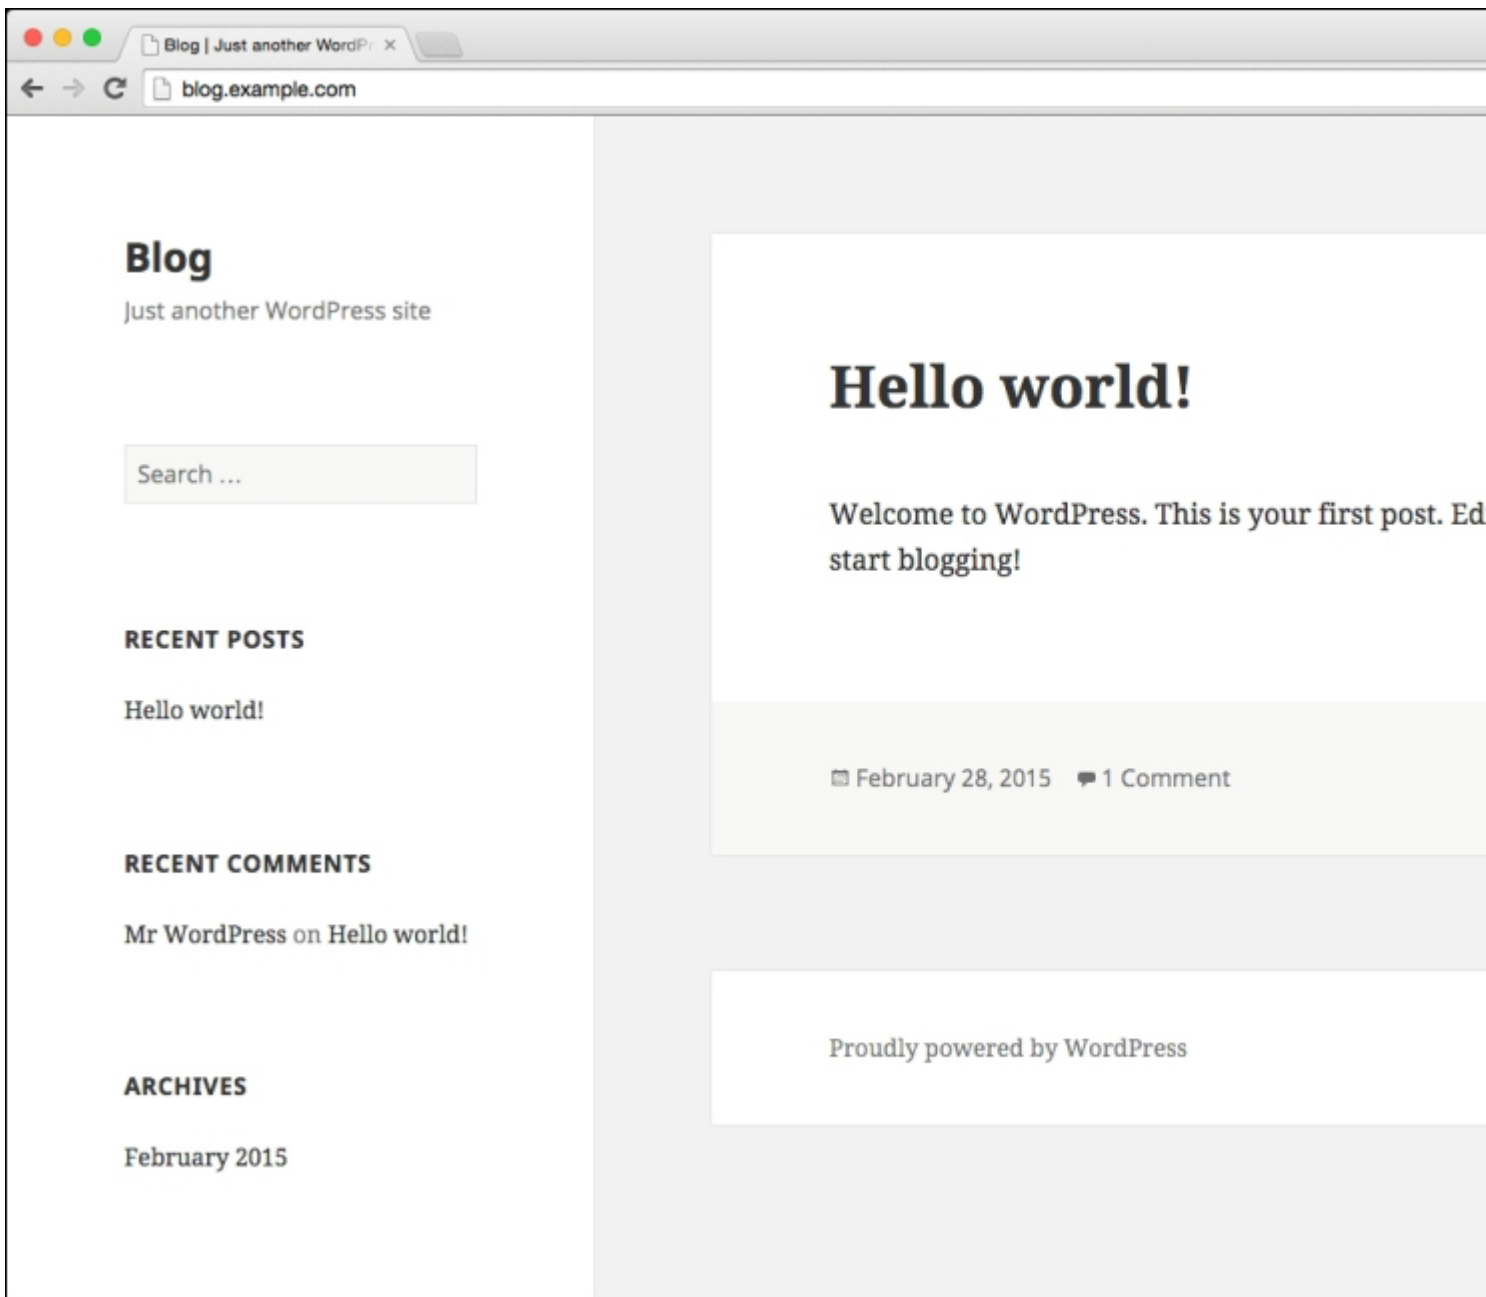 Blog | Just another WordPr
blog.example.com
Blog
Just another WordPress site
Search ...
RECENT POSTS
Hello world!
RECENT COMMENTS
Mr WordPress on Hello world!
ARCHIVES
February 2015
Hello world!
Welcome to WordPress. This is your first post. Ed
start blogging!
February 28, 2015 1 Comment
Proudly powered by WordPress